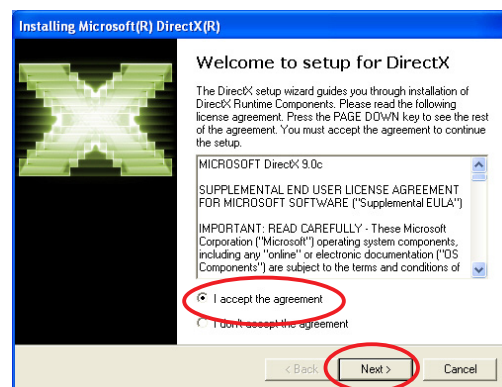 Installing Microsoft(R) DirectX(R)
Welcome to setup for DirectX
The DirectX setup wizard guides you through installation of
DirectX Runtime Components. Please read the following
license agreement. Press the PAGE DOWN key to see the rest
of the agreement. You must accept the agreement to continue
the setup.
MICROSOFT DirectX 9.0c
SUPPLEMENTAL END USER LICENSE AGREEMENT
FOR MICROSOFT SOFTWARE ("Supplemental EULA")
IMPORTANT: READ CAREFULLY - These Microsoft
Corporation ("Microsoft") operating system components,
including any "online" or electronic documentation ("OS
Components") are subject to the terms and conditions of
I accept the agreement
I don't accept the agreement
< Back
Next >
Cancel